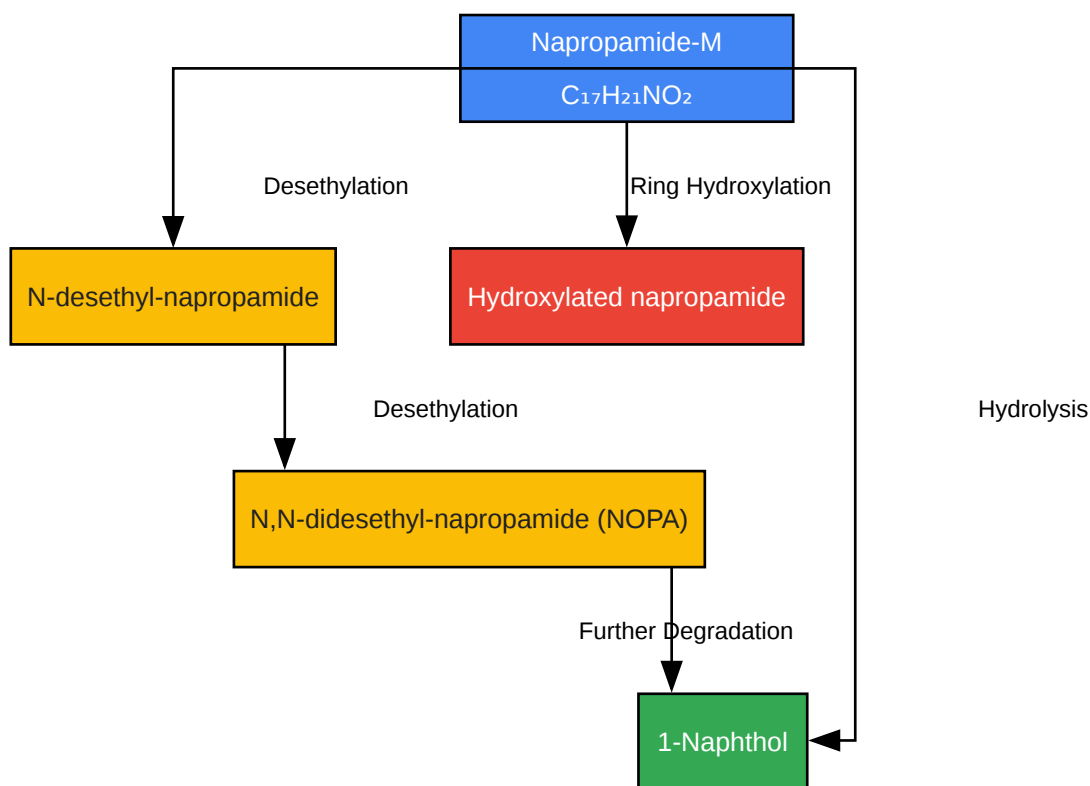 Napropamide-M
C₁₇H₂₁NO₂
Desethylation
Ring Hydroxylation
N-desethyl-napropamide
Hydroxylated napropamide
Desethylation
Hydrolysis
N,N-didesethyl-napropamide (NOPA)
Further Degradation
1-Naphthol